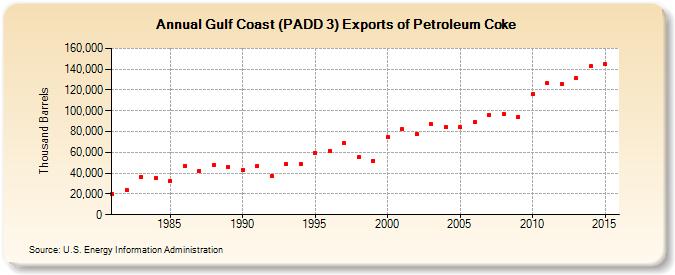 Annual Gulf Coast (PADD 3) Exports of Petroleum Coke
Thousand Barrels
160,000
140,000
120,000
100,000
80,000
60,000
40,000
20,000
0
1985 1990 1995 2000 2005 2010 2015
Source: U.S. Energy Information Administration